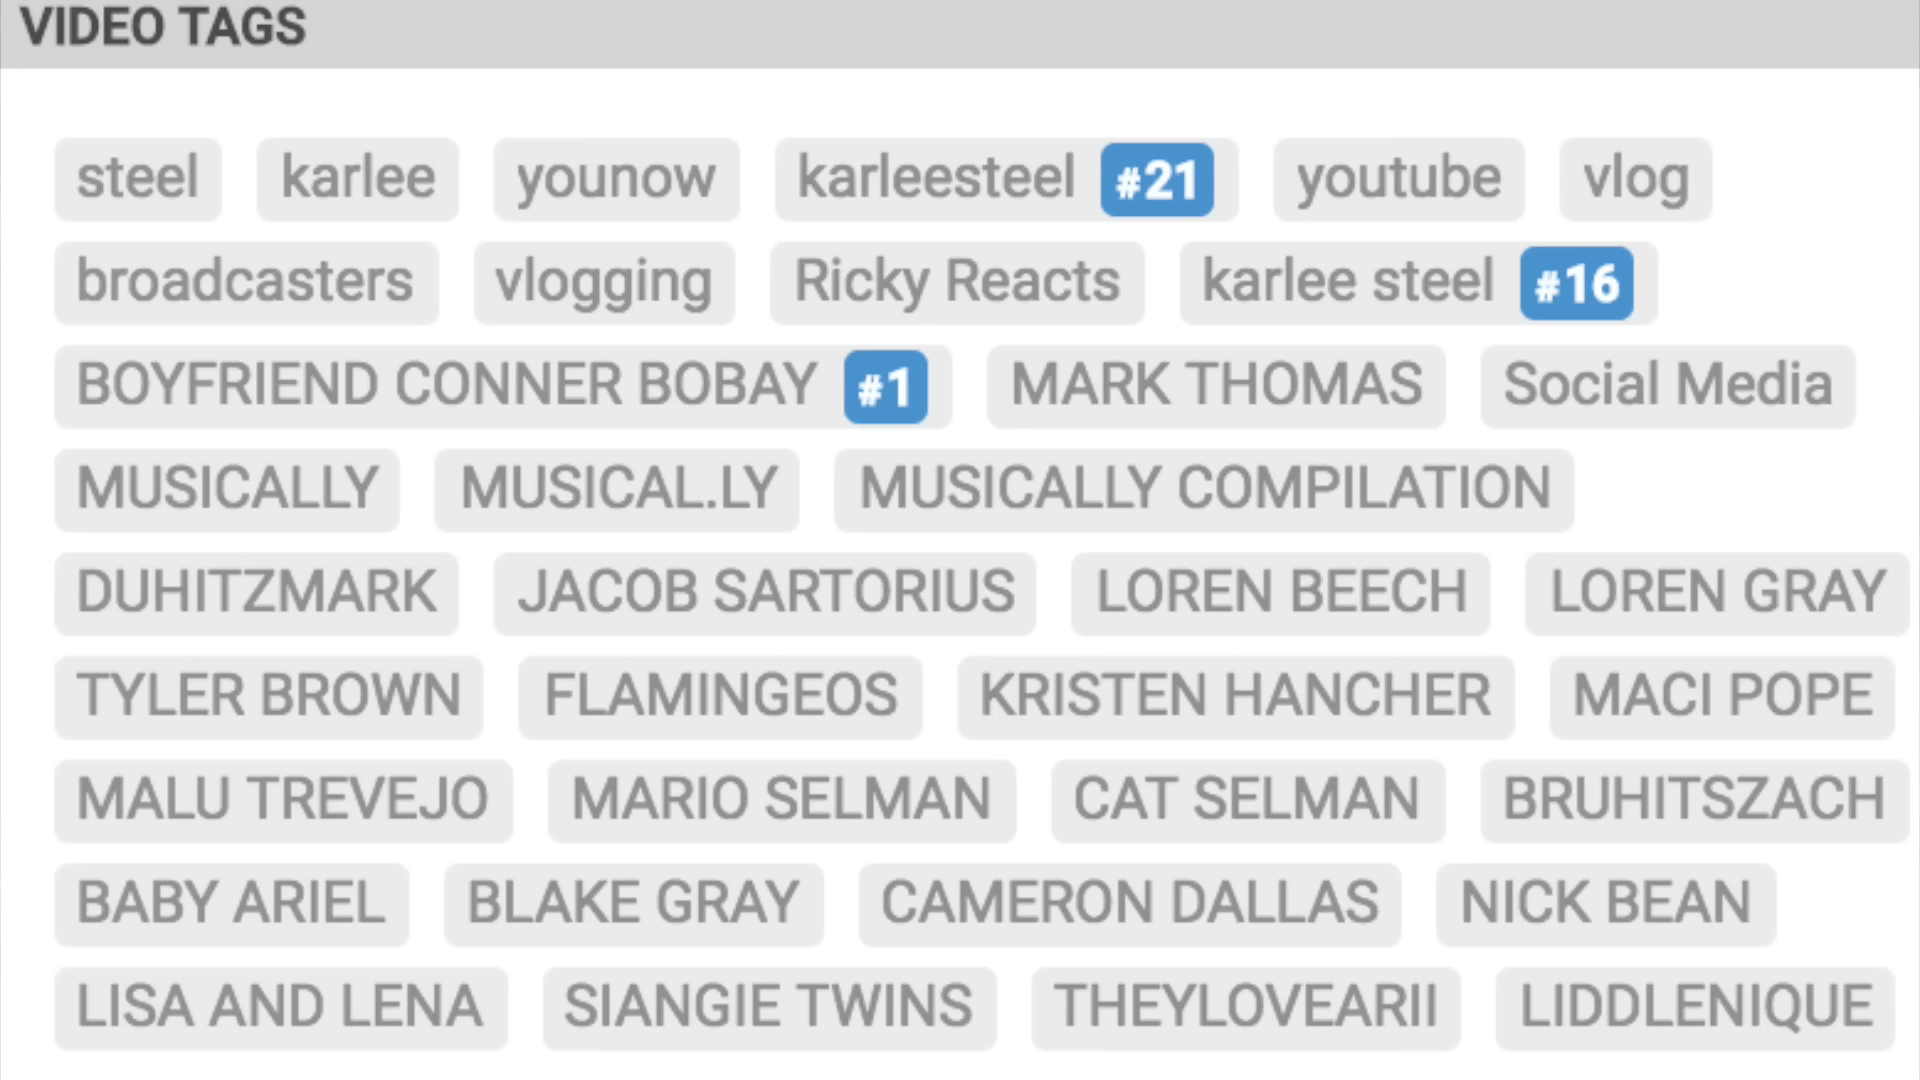 VIDEO TAGS
steel karlee younow karleesteel #21 youtube vlog
broadcasters vlogging Ricky Reacts karlee steel #16
BOYFRIEND CONNER BOBAY #1 MARK THOMAS Social Media
MUSICALLY MUSICAL.LY MUSICALLY COMPILATION
DUHITZMARK JACOB SARTORIUS LOREN BEECH LOREN GRAY
TYLER BROWN FLAMINGEOS KRISTEN HANCHER MACI POPE
MALU TREVEJO MARIO SELMAN CAT SELMAN BRUHITSZACH
BABY ARIEL BLAKE GRAY CAMERON DALLAS NICK BEAN
LISA AND LENA SIANGIE TWINS THEYLOVEARII LIDDLENIQUE